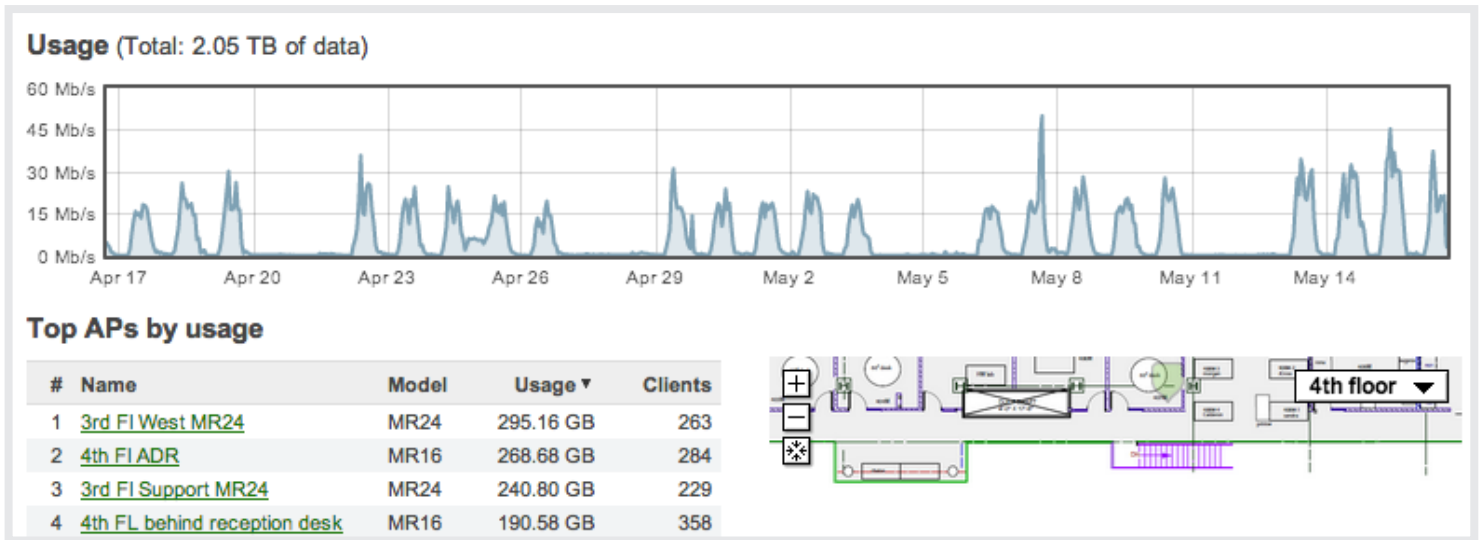 Usage (Total: 2.05 TB of data)
60 Mb/s
45 Mb/s
30 Mb/s
15 Mb/s
0 Mb/s
Apr 17 Apr 20 Apr 23 Apr 26 Apr 29 May 2 May 5 May 8 May 11 May 14
Top APs by usage
# Name Model Usage ▼ Clients
1 3rd Fl West MR24 MR24 295.16 GB 263
2 4th Fl ADR MR16 268.68 GB 284
3 3rd Fl Support MR24 MR24 240.80 GB 229
4 4th FL behind reception desk MR16 190.58 GB 358
4th floor